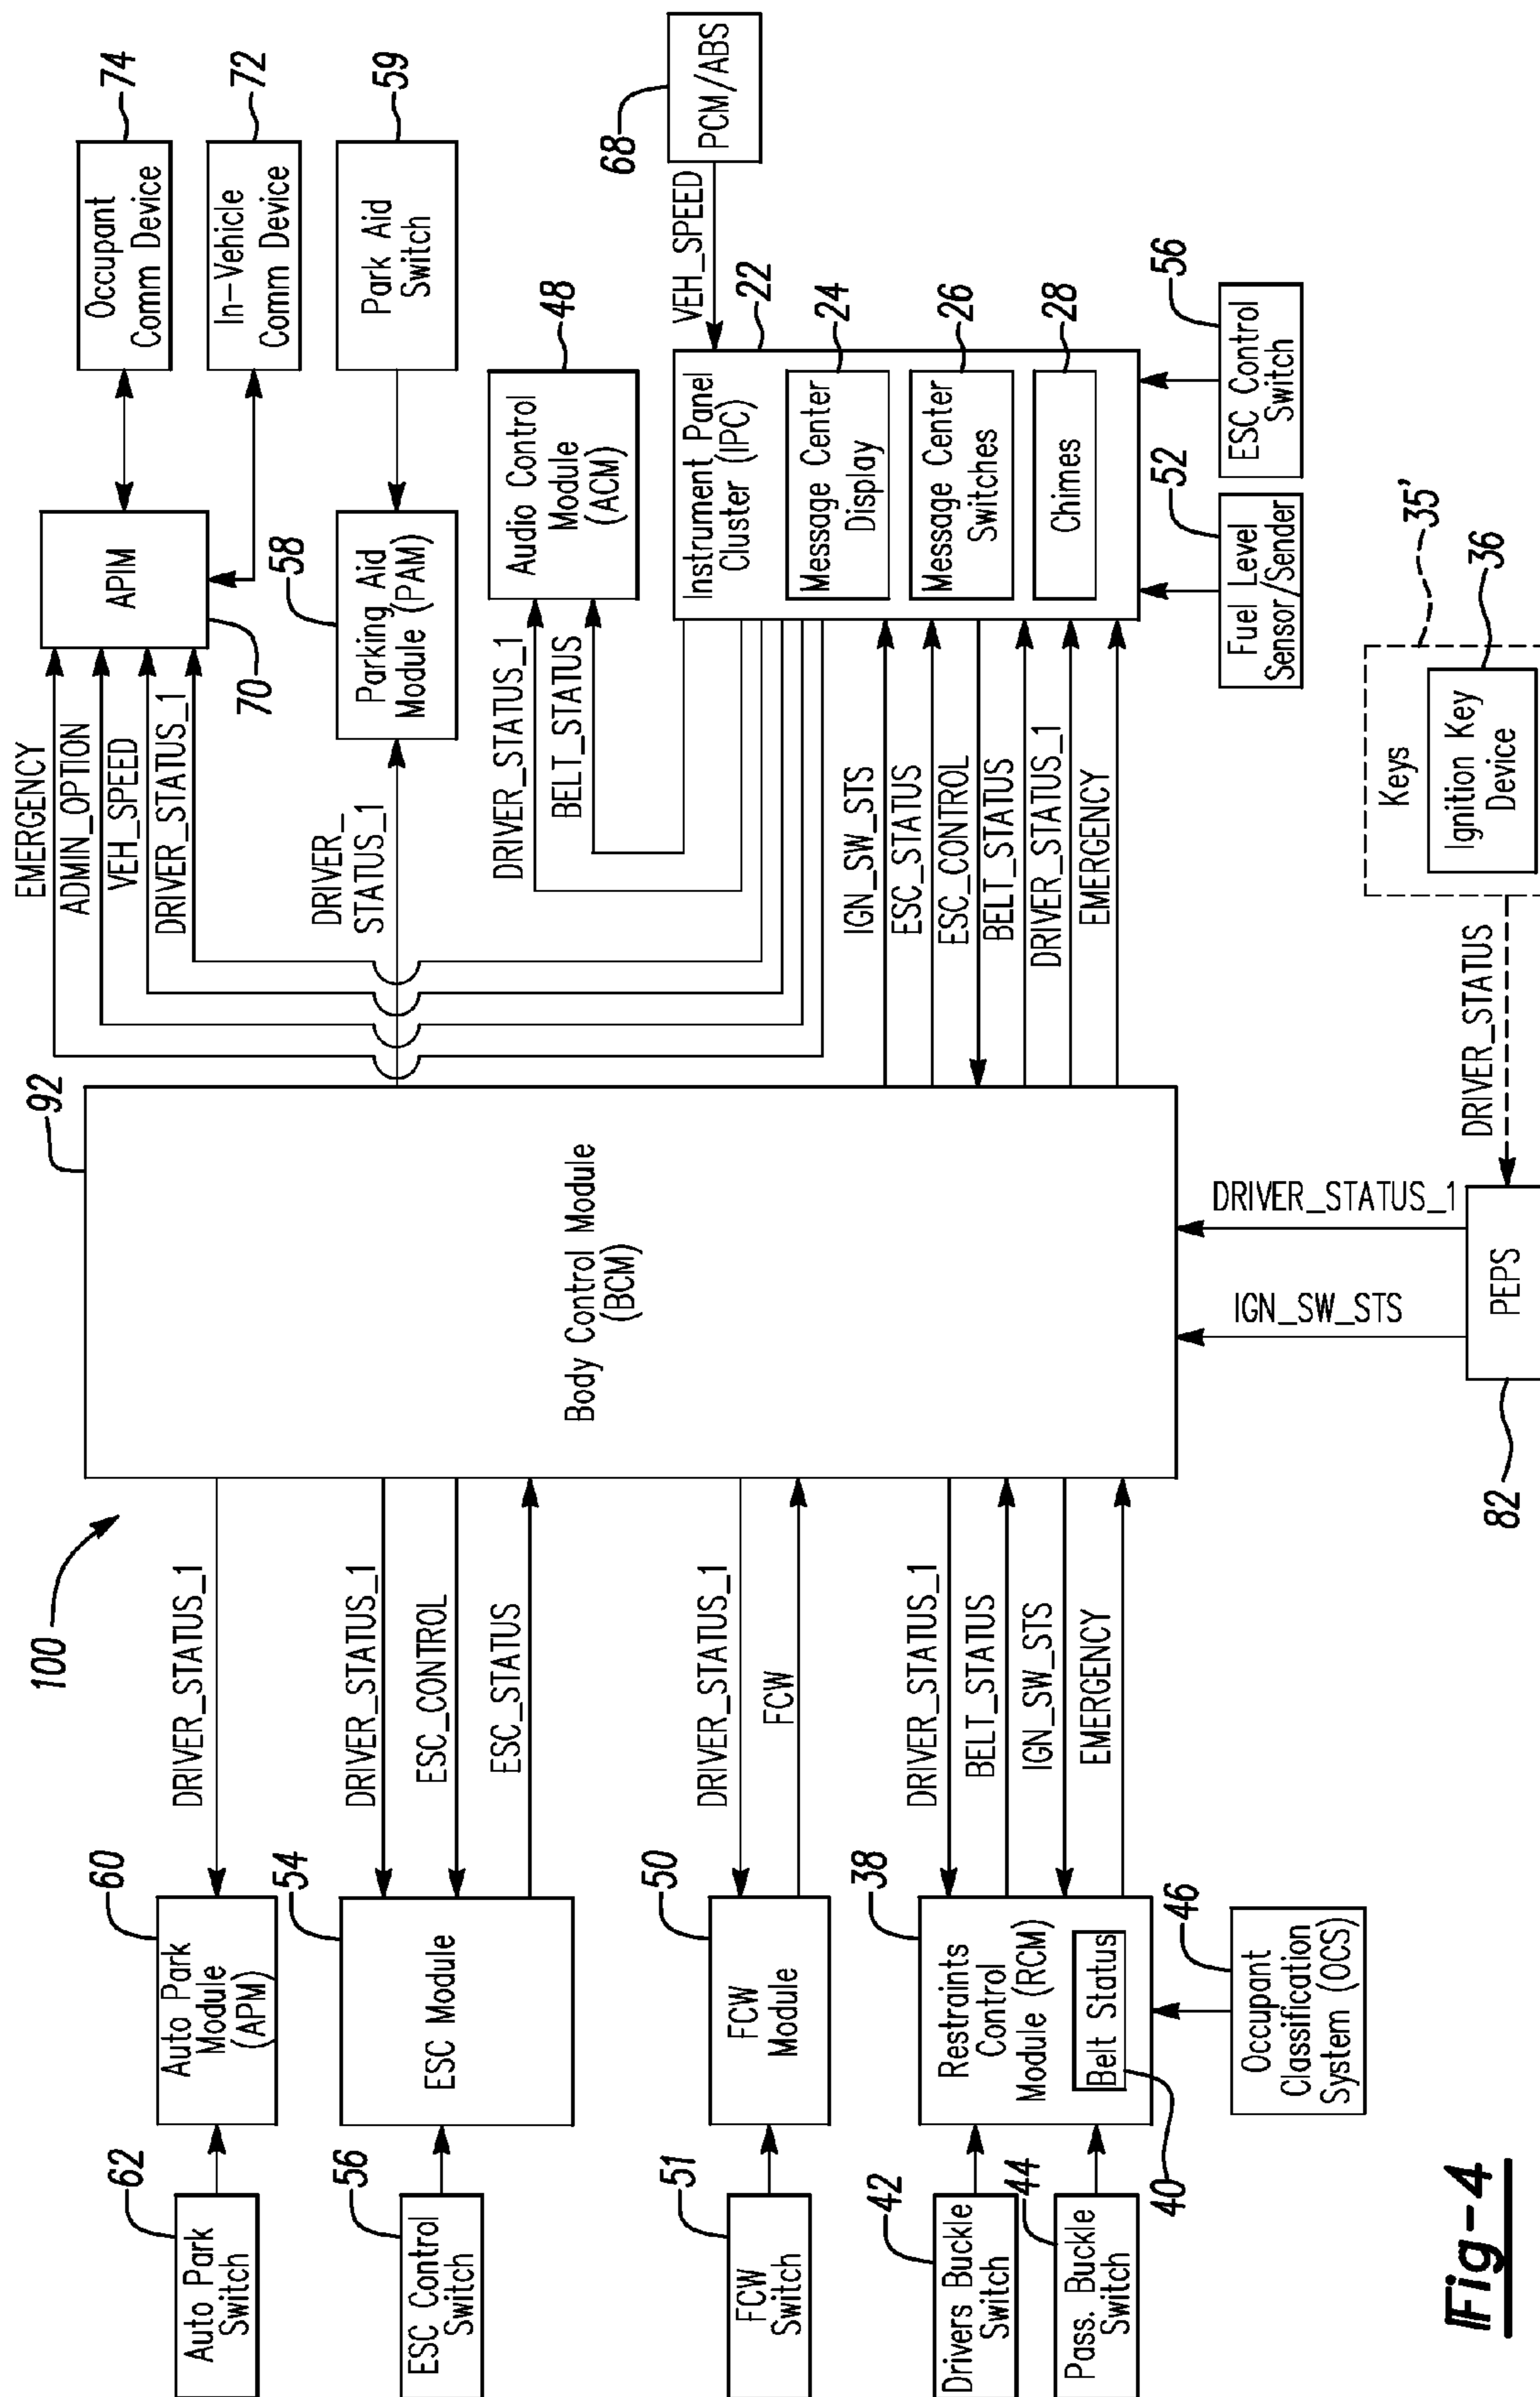 100
92
62
Auto Park
Switch
60
Auto Park
Module
(APM)
DRIVER_STATUS_1
56
ESC Control
Switch
54
ESC Module
DRIVER_STATUS_1
ESC_CONTROL
ESC_STATUS
51
FCW
Switch
50
FCW
Module
DRIVER_STATUS_1
FCW
42
Drivers Buckle
Switch
44
Pass. Buckle
Switch
38
Restraints
Control
Module (RCM)
Belt Status
40
46
Occupant
Classification
System (OCS)
DRIVER_STATUS_1
BELT_STATUS
IGN_SW_STS
EMERGENCY
Body Control Module
(BCM)
EMERGENCY
ADMIN_OPTION
VEH_SPEED
DRIVER_STATUS_1
APIM
70
74
Occupant
Comm Device
72
In-Vehicle
Comm Device
DRIVER_
STATUS_1
58
Parking Aid
Module (PAM)
59
Park Aid
Switch
DRIVER_STATUS_1
BELT_STATUS
48
Audio Control
Module
(ACM)
68
PCM/ABS
VEH_SPEED
22
Instrument Panel
Cluster (IPC)
24
Message Center
Display
26
Message Center
Switches
28
Chimes
IGN_SW_STS
ESC_STATUS
ESC_CONTROL
BELT_STATUS
DRIVER_STATUS_1
EMERGENCY
52
Fuel Level
Sensor/Sender
56
ESC Control
Switch
IGN_SW_STS
DRIVER_STATUS_1
82
PEPS
DRIVER_STATUS
35'
Keys
36
Ignition Key
Device
Fig-4